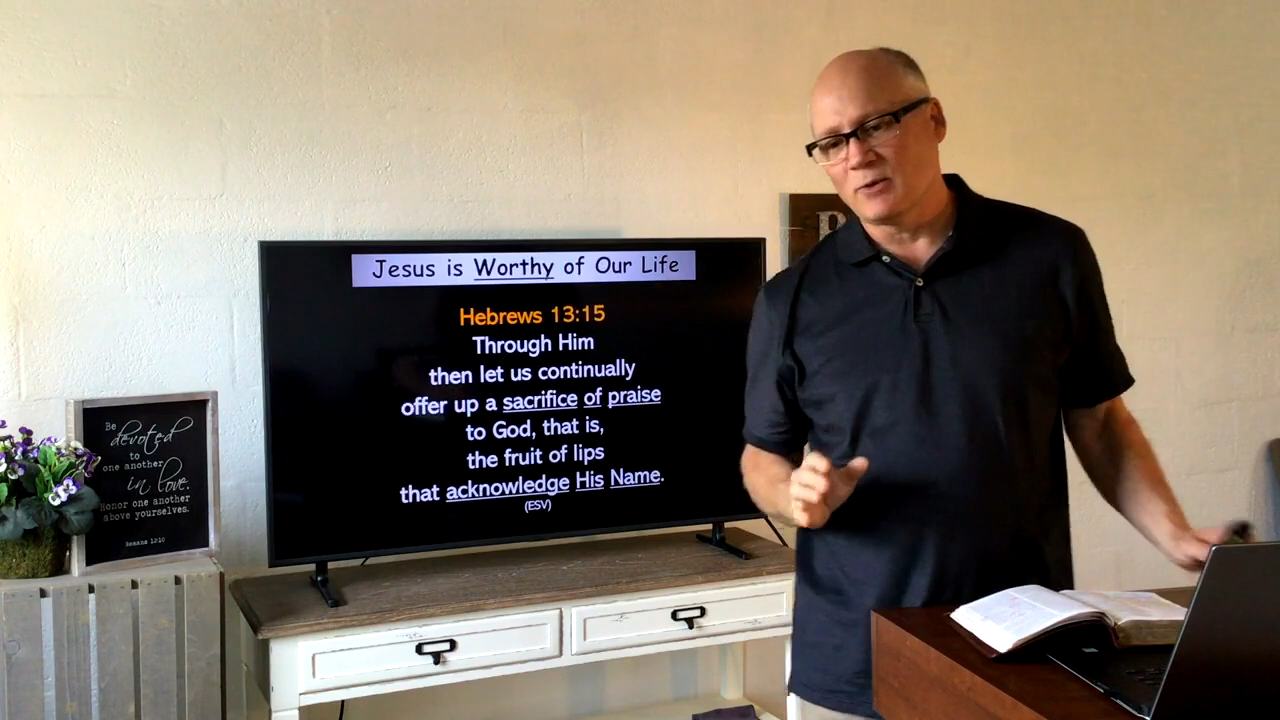 Jesus is Worthy of Our Life
Hebrews 13:15
Through Him
then let us continually
offer up a sacrifice of praise
to God, that is,
the fruit of lips
that acknowledge His Name.
(ESV)
Be
devoted
to
one another
in love.
Honor one another
above yourselves.
Romans 12:10